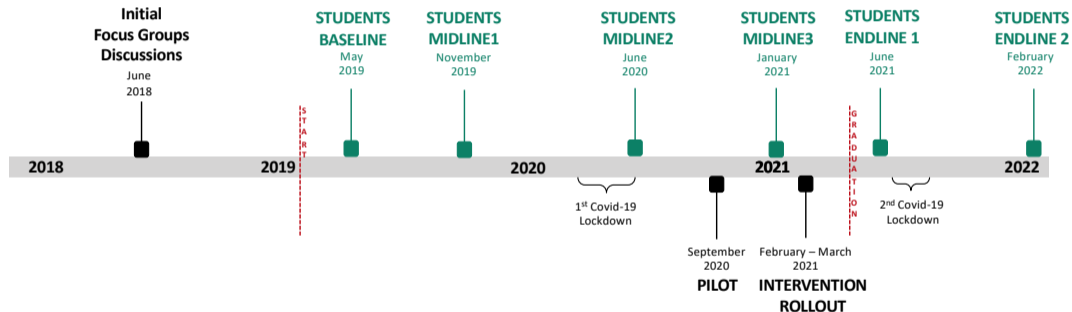 Initial
Focus Groups
Discussions
June
2018
STUDENTS
BASELINE
May
2019
STUDENTS
MIDLINE1
November
2019
STUDENTS
MIDLINE2
June
2020
STUDENTS
MIDLINE3
January
2021
STUDENTS
ENDLINE 1
June
2021
STUDENTS
ENDLINE 2
February
2022
START
GRADUATION
2018
2019
2020
2021
2022
1st Covid-19
Lockdown
2nd Covid-19
Lockdown
September
2020
PILOT
February – March
2021
INTERVENTION
ROLLOUT